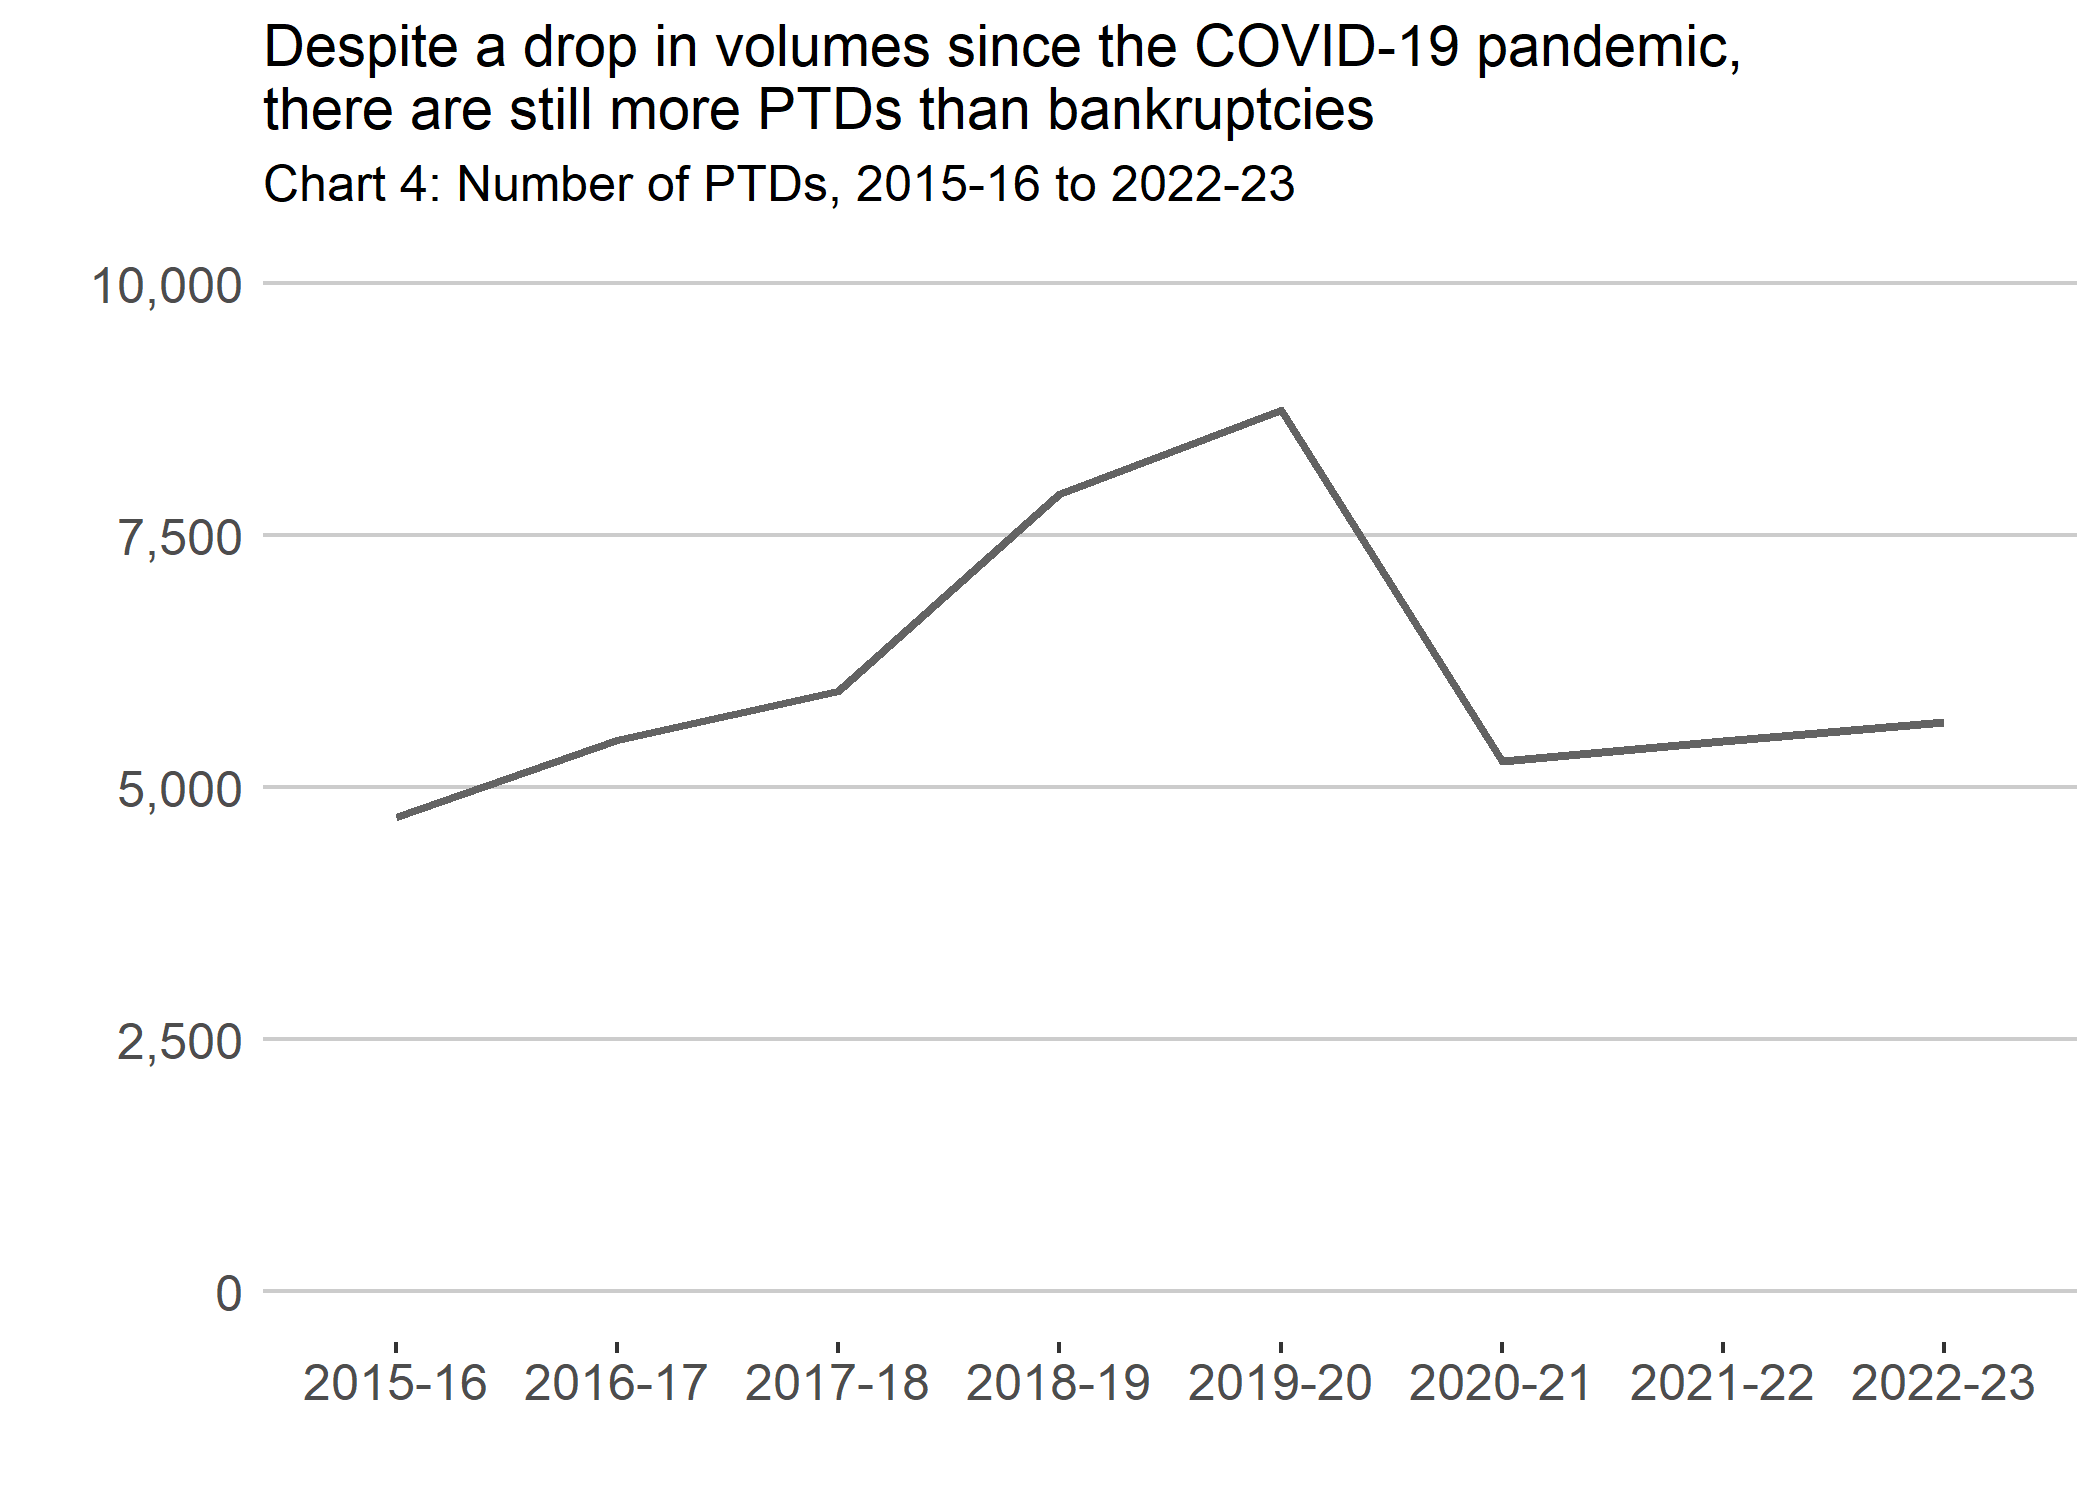 Despite a drop in volumes since the COVID-19 pandemic,
there are still more PTDs than bankruptcies
Chart 4: Number of PTDs, 2015-16 to 2022-23
10,000
7,500
5,000
2,500
0
2015-16 2016-17 2017-18 2018-19 2019-20 2020-21 2021-22 2022-23